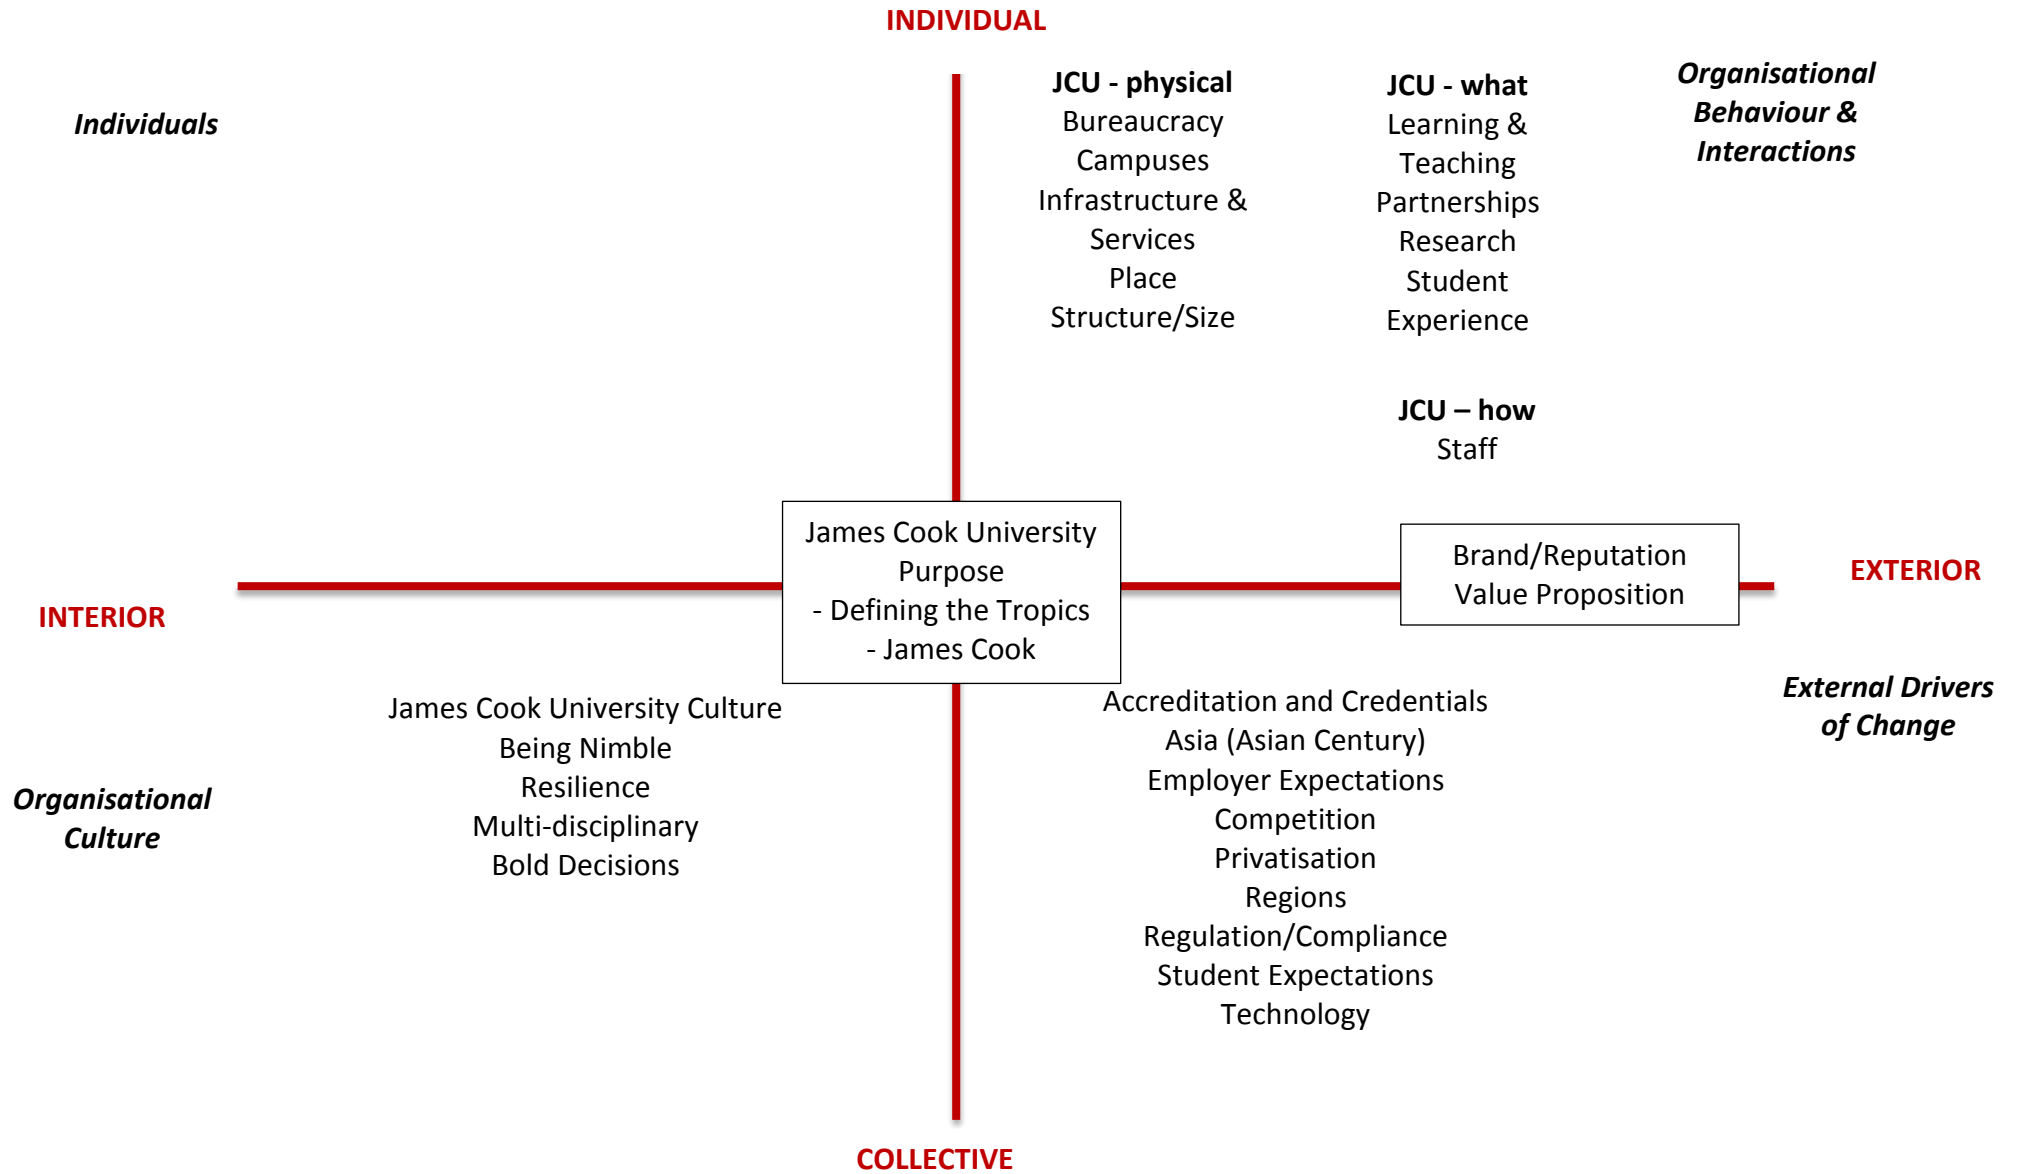 INDIVIDUAL
Individuals
JCU - physical
Bureaucracy
Campuses
Infrastructure &
Services
Place
Structure/Size
JCU - what
Learning &
Teaching
Partnerships
Research
Student
Experience
JCU – how
Staff
Organisational
Behaviour &
Interactions
James Cook University
Purpose
- Defining the Tropics
- James Cook
Brand/Reputation
Value Proposition
EXTERIOR
INTERIOR
Organisational
Culture
James Cook University Culture
Being Nimble
Resilience
Multi-disciplinary
Bold Decisions
Accreditation and Credentials
Asia (Asian Century)
Employer Expectations
Competition
Privatisation
Regions
Regulation/Compliance
Student Expectations
Technology
External Drivers
of Change
COLLECTIVE